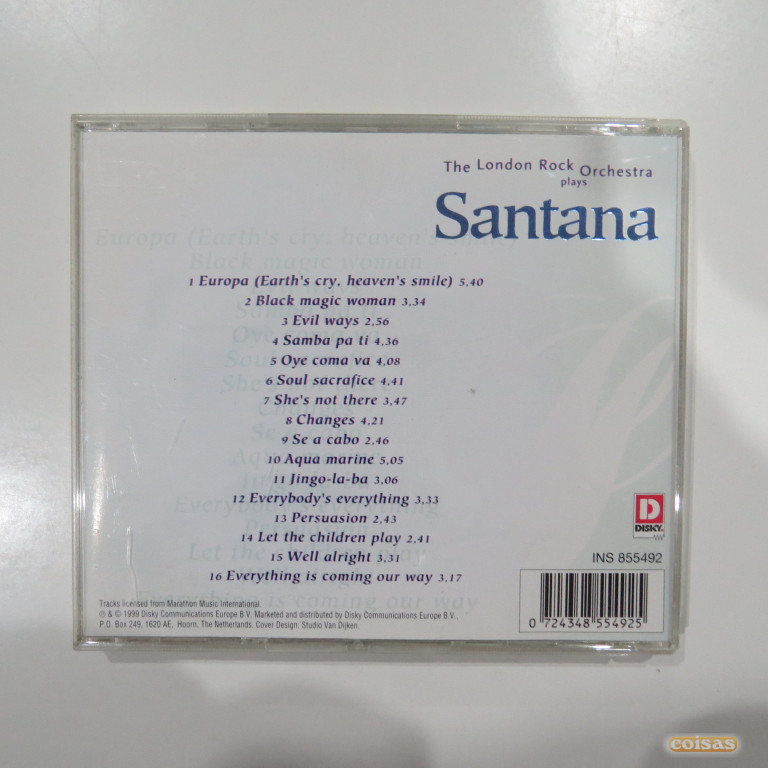 The London Rock Orchestra
plays
Santana
1 Europa (Earth's cry, heaven's smile) 5,40
2 Black magic woman 3,34
3 Evil ways 2,56
4 Samba pa ti 4,36
5 Oye coma va 4,08
6 Soul sacrafice 4,41
7 She's not there 3,47
8 Changes 4,21
9 Se a cabo 2,46
10 Aqua marine 5,05
11 Jingo-la-ba 3,06
12 Everybody's everything 3,33
13 Persuasion 2,43
14 Let the children play 2,41
15 Well alright 3,31
16 Everything is coming our way 3,17
D
DISKY
INS 855492
Tracks licensed from Marathon Music International.
℗ & © 1999 Disky Communications Europe B.V. Marketed and distributed by Disky Communications Europe B.V..
P.O. Box 249, 1620 AE, Hoorn, The Netherlands. Cover Design: Studio Van Dijken.
0 724348 554925
coisas